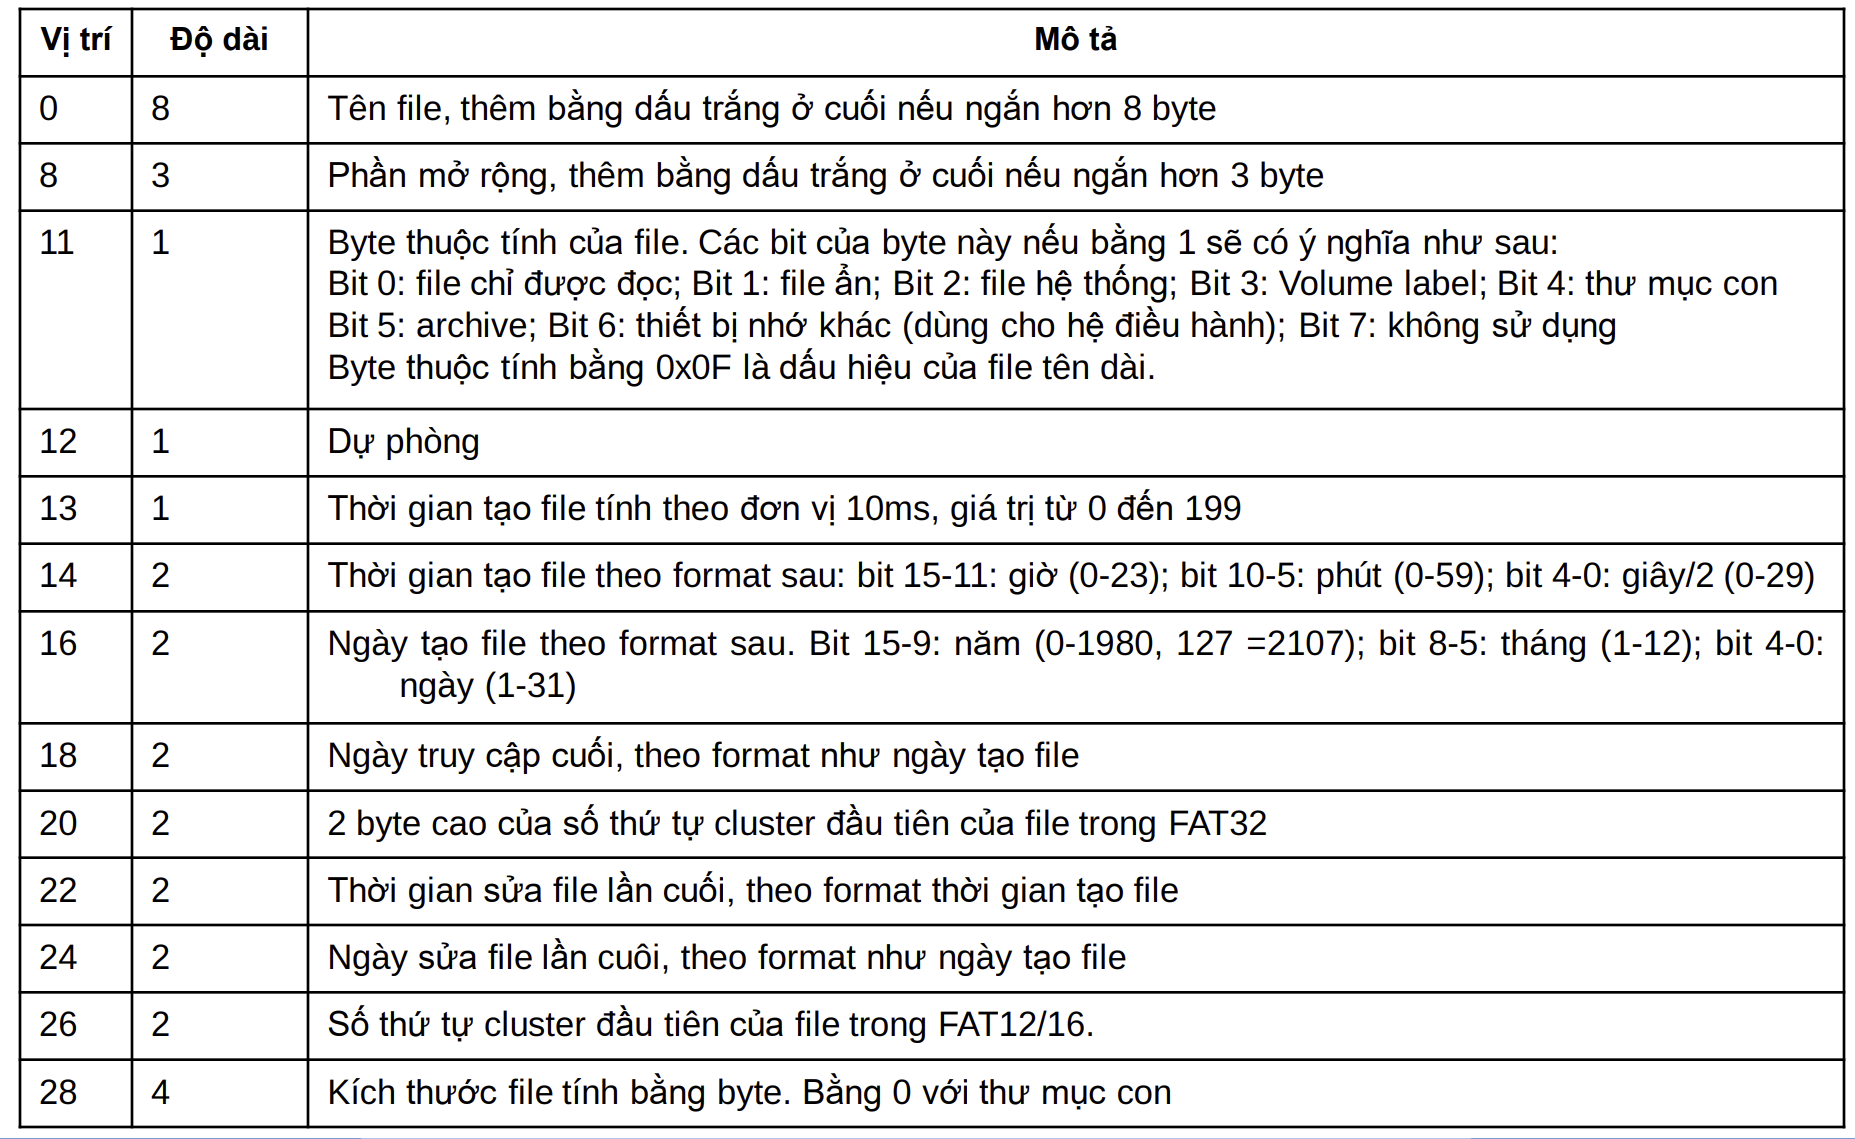 Vị trí Độ dài Mô tả
0 8 Tên file, thêm bằng dấu trắng ở cuối nếu ngắn hơn 8 byte
8 3 Phần mở rộng, thêm bằng dấu trắng ở cuối nếu ngắn hơn 3 byte
11 1 Byte thuộc tính của file. Các bit của byte này nếu bằng 1 sẽ có ý nghĩa như sau:
Bit 0: file chỉ được đọc; Bit 1: file ẩn; Bit 2: file hệ thống; Bit 3: Volume label; Bit 4: thư mục con
Bit 5: archive; Bit 6: thiết bị nhớ khác (dùng cho hệ điều hành); Bit 7: không sử dụng
Byte thuộc tính bằng 0x0F là dấu hiệu của file tên dài.
12 1 Dự phòng
13 1 Thời gian tạo file tính theo đơn vị 10ms, giá trị từ 0 đến 199
14 2 Thời gian tạo file theo format sau: bit 15-11: giờ (0-23); bit 10-5: phút (0-59); bit 4-0: giây/2 (0-29)
16 2 Ngày tạo file theo format sau. Bit 15-9: năm (0-1980, 127 =2107); bit 8-5: tháng (1-12); bit 4-0:
ngày (1-31)
18 2 Ngày truy cập cuối, theo format như ngày tạo file
20 2 2 byte cao của số thứ tự cluster đầu tiên của file trong FAT32
22 2 Thời gian sửa file lần cuối, theo format thời gian tạo file
24 2 Ngày sửa file lần cuôi, theo format như ngày tạo file
26 2 Số thứ tự cluster đầu tiên của file trong FAT12/16.
28 4 Kích thước file tính bằng byte. Bằng 0 với thư mục con